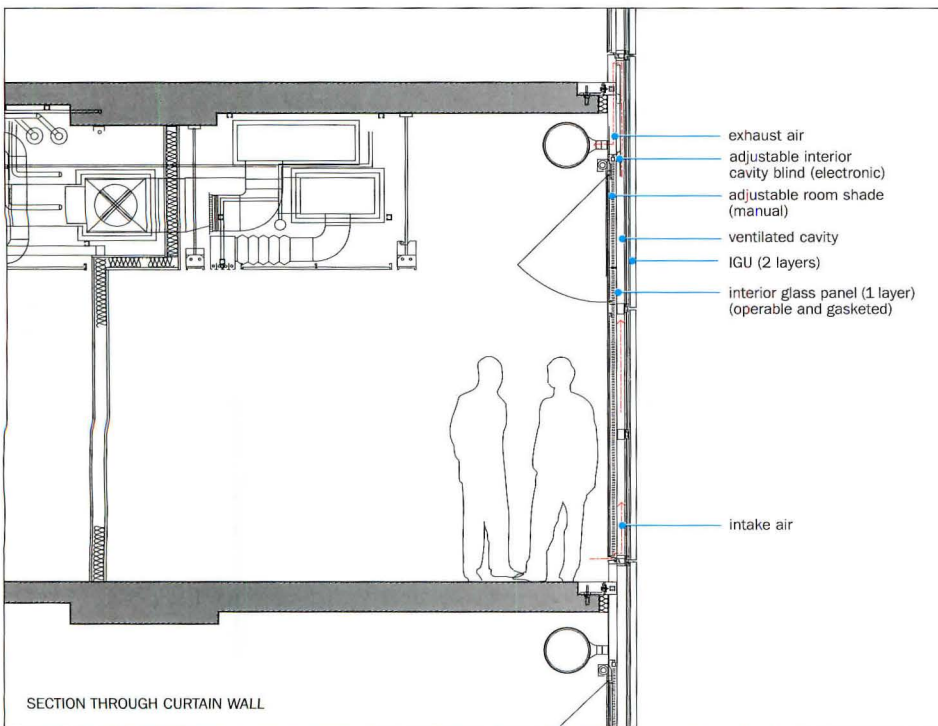 exhaust air
adjustable interior
cavity blind (electronic)
adjustable room shade
(manual)
ventilated cavity
IGU (2 layers)
interior glass panel (1 layer)
(operable and gasketed)
intake air
SECTION THROUGH CURTAIN WALL